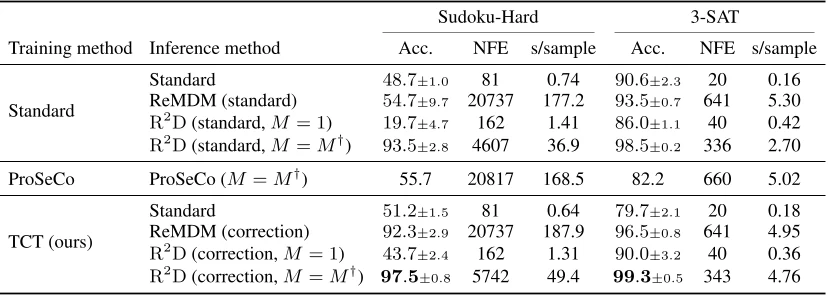 Sudoku-Hard 3-SAT
Training method Inference method Acc. NFE s/sample Acc. NFE s/sample
Standard 48.7±1.0 81 0.74 90.6±2.3 20 0.16
ReMDM (standard) 54.7±9.7 20737 177.2 93.5±0.7 641 5.30
Standard
R²D (standard, M = 1) 19.7±4.7 162 1.41 86.0±1.1 40 0.42
R²D (standard, M = M†) 93.5±2.8 4607 36.9 98.5±0.2 336 2.70
ProSeCo ProSeCo (M = M†) 55.7 20817 168.5 82.2 660 5.02
Standard 51.2±1.5 81 0.64 79.7±2.1 20 0.18
ReMDM (correction) 92.3±2.9 20737 187.9 96.5±0.8 641 4.95
TCT (ours)
R²D (correction, M = 1) 43.7±2.4 162 1.31 90.0±3.2 40 0.36
R²D (correction, M = M†) 97.5±0.8 5742 49.4 99.3±0.5 343 4.76